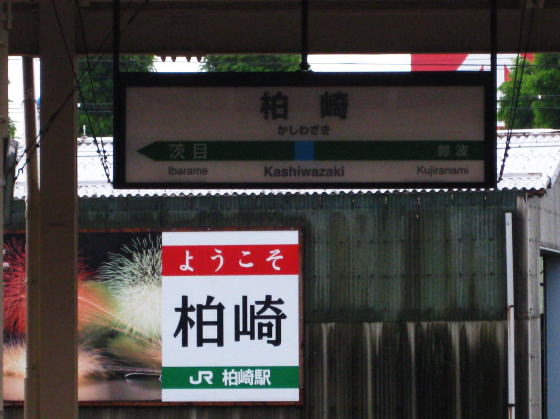 柏崎
かしわざき
茨目 鯨波
Ibarame Kashiwazaki Kujiranami
ようこそ
柏崎
JR 柏崎駅